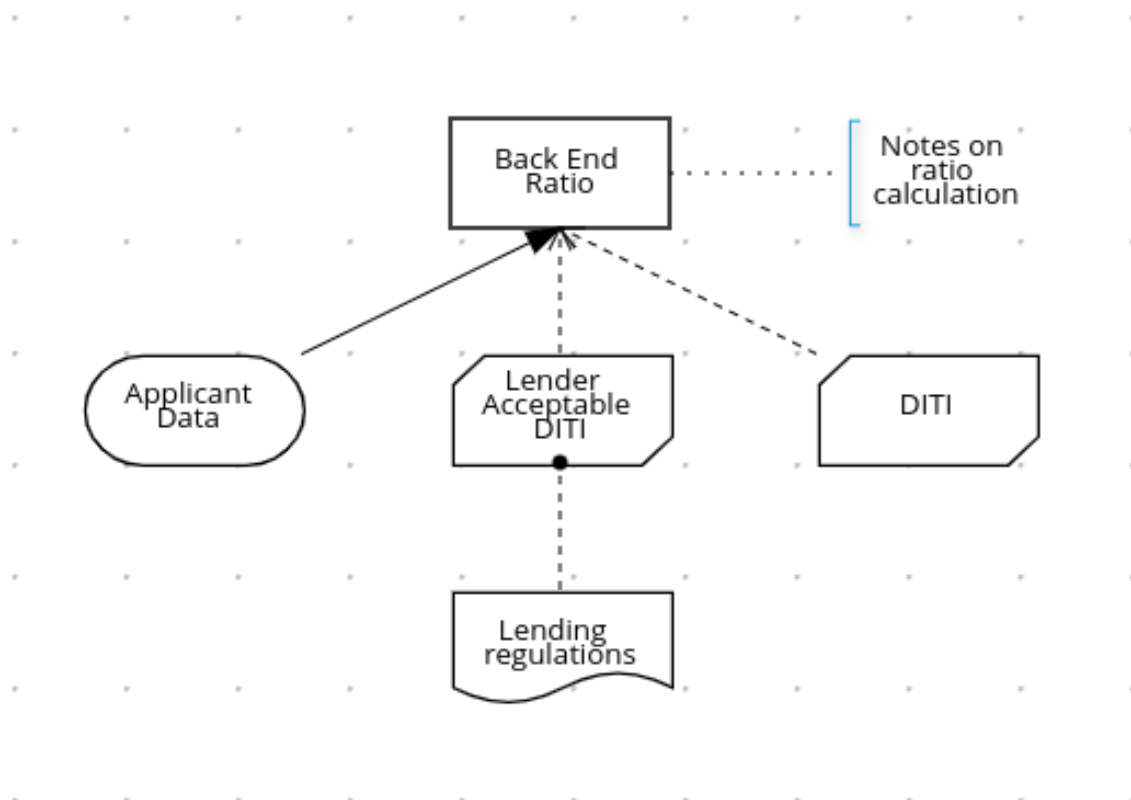 Back End
Ratio
Notes on
ratio
calculation
Applicant
Data
Lender
Acceptable
DITI
DITI
Lending
regulations